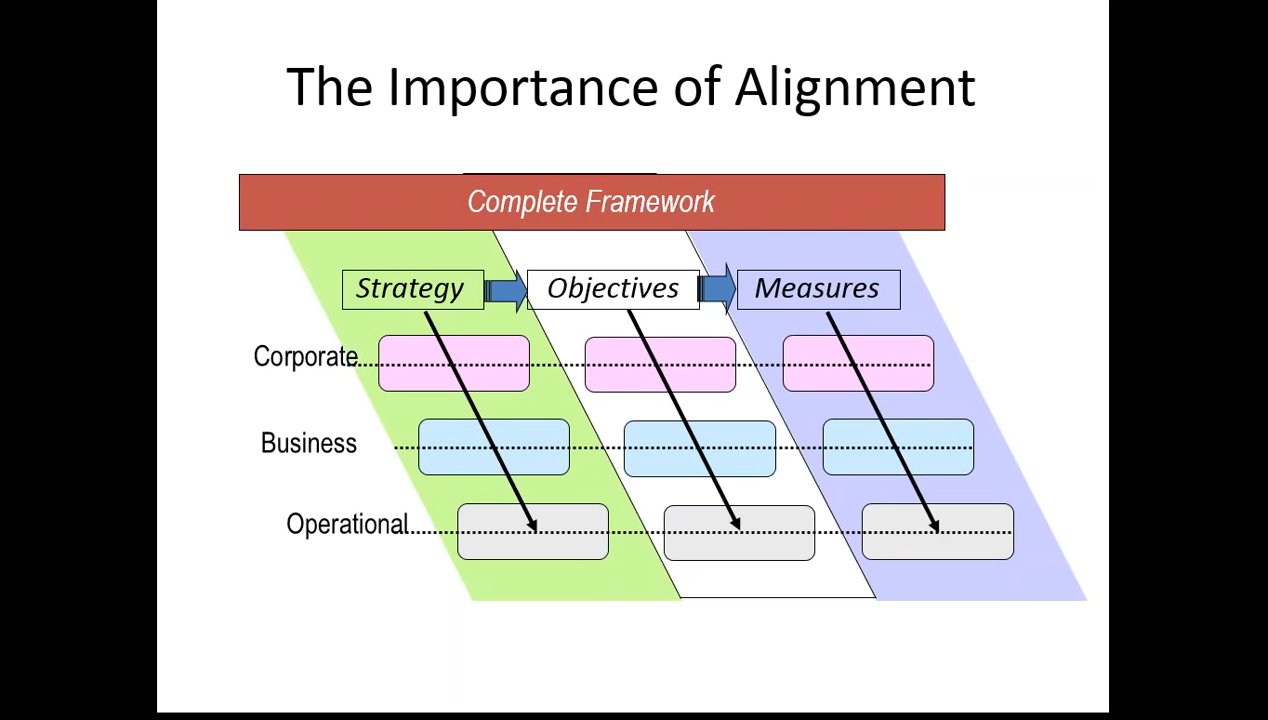 The Importance of Alignment
Complete Framework
Strategy
Objectives
Measures
Corporate
Business
Operational